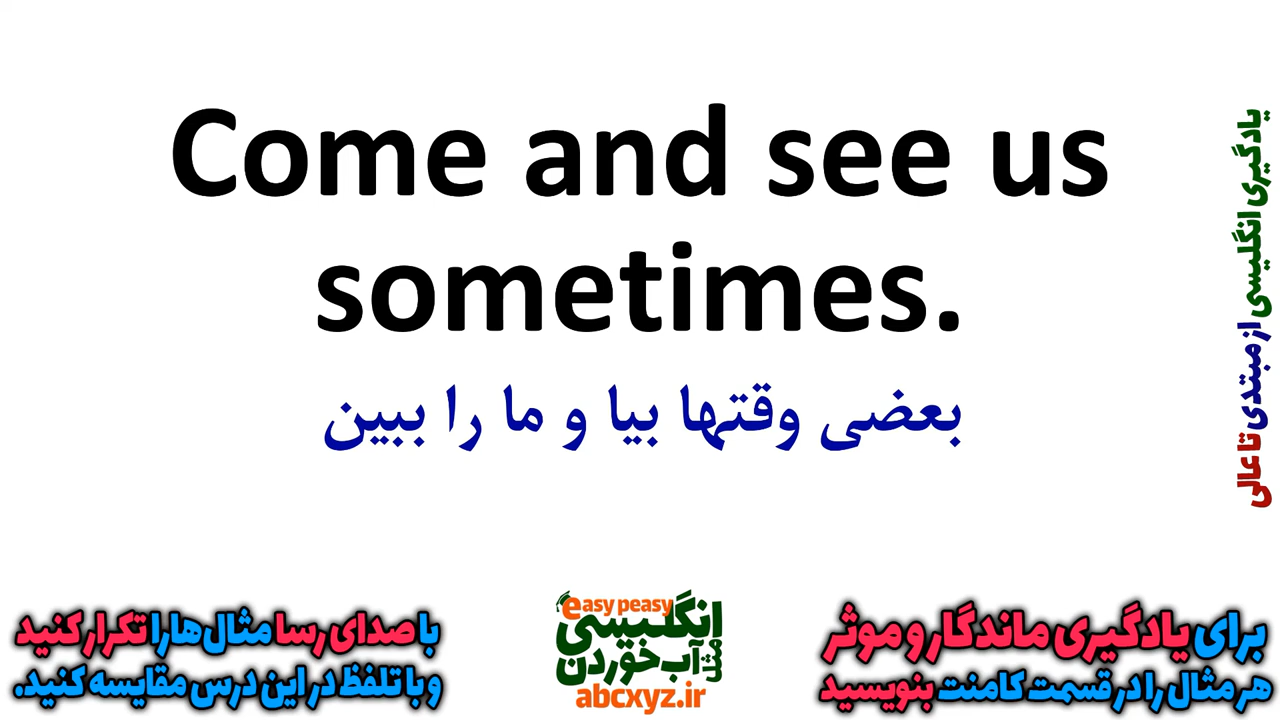 Come and see us
sometimes.
بعضی وقتها بیا و ما را ببین
یادگیری انگلیسی از مبتدی تا عالی
با صدای رسا مثال‌ها را تکرار کنید
و با تلفظ در این درس مقایسه کنید.
easy peasy
انگلیسی
مثل
آب خوردن
abcxyz.ir
برای یادگیری ماندگار و موثر
هر مثال را در قسمت کامنت بنویسید